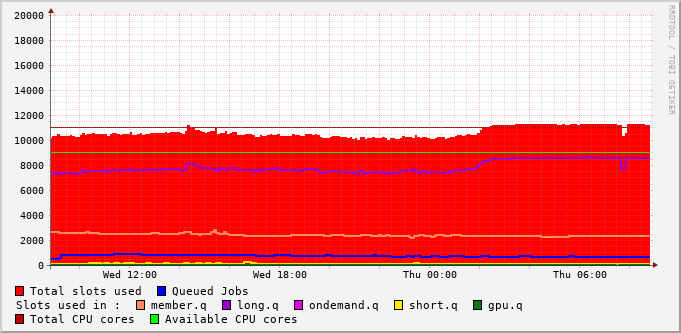 RRDTOOL / TOBI OETIKER
20000
18000
16000
14000
12000
10000
8000
6000
4000
2000
0
Wed 12:00 Wed 18:00 Thu 00:00 Thu 06:00
Total slots used Queued Jobs
Slots used in : member.q long.q ondemand.q short.q gpu.q
Total CPU cores Available CPU cores